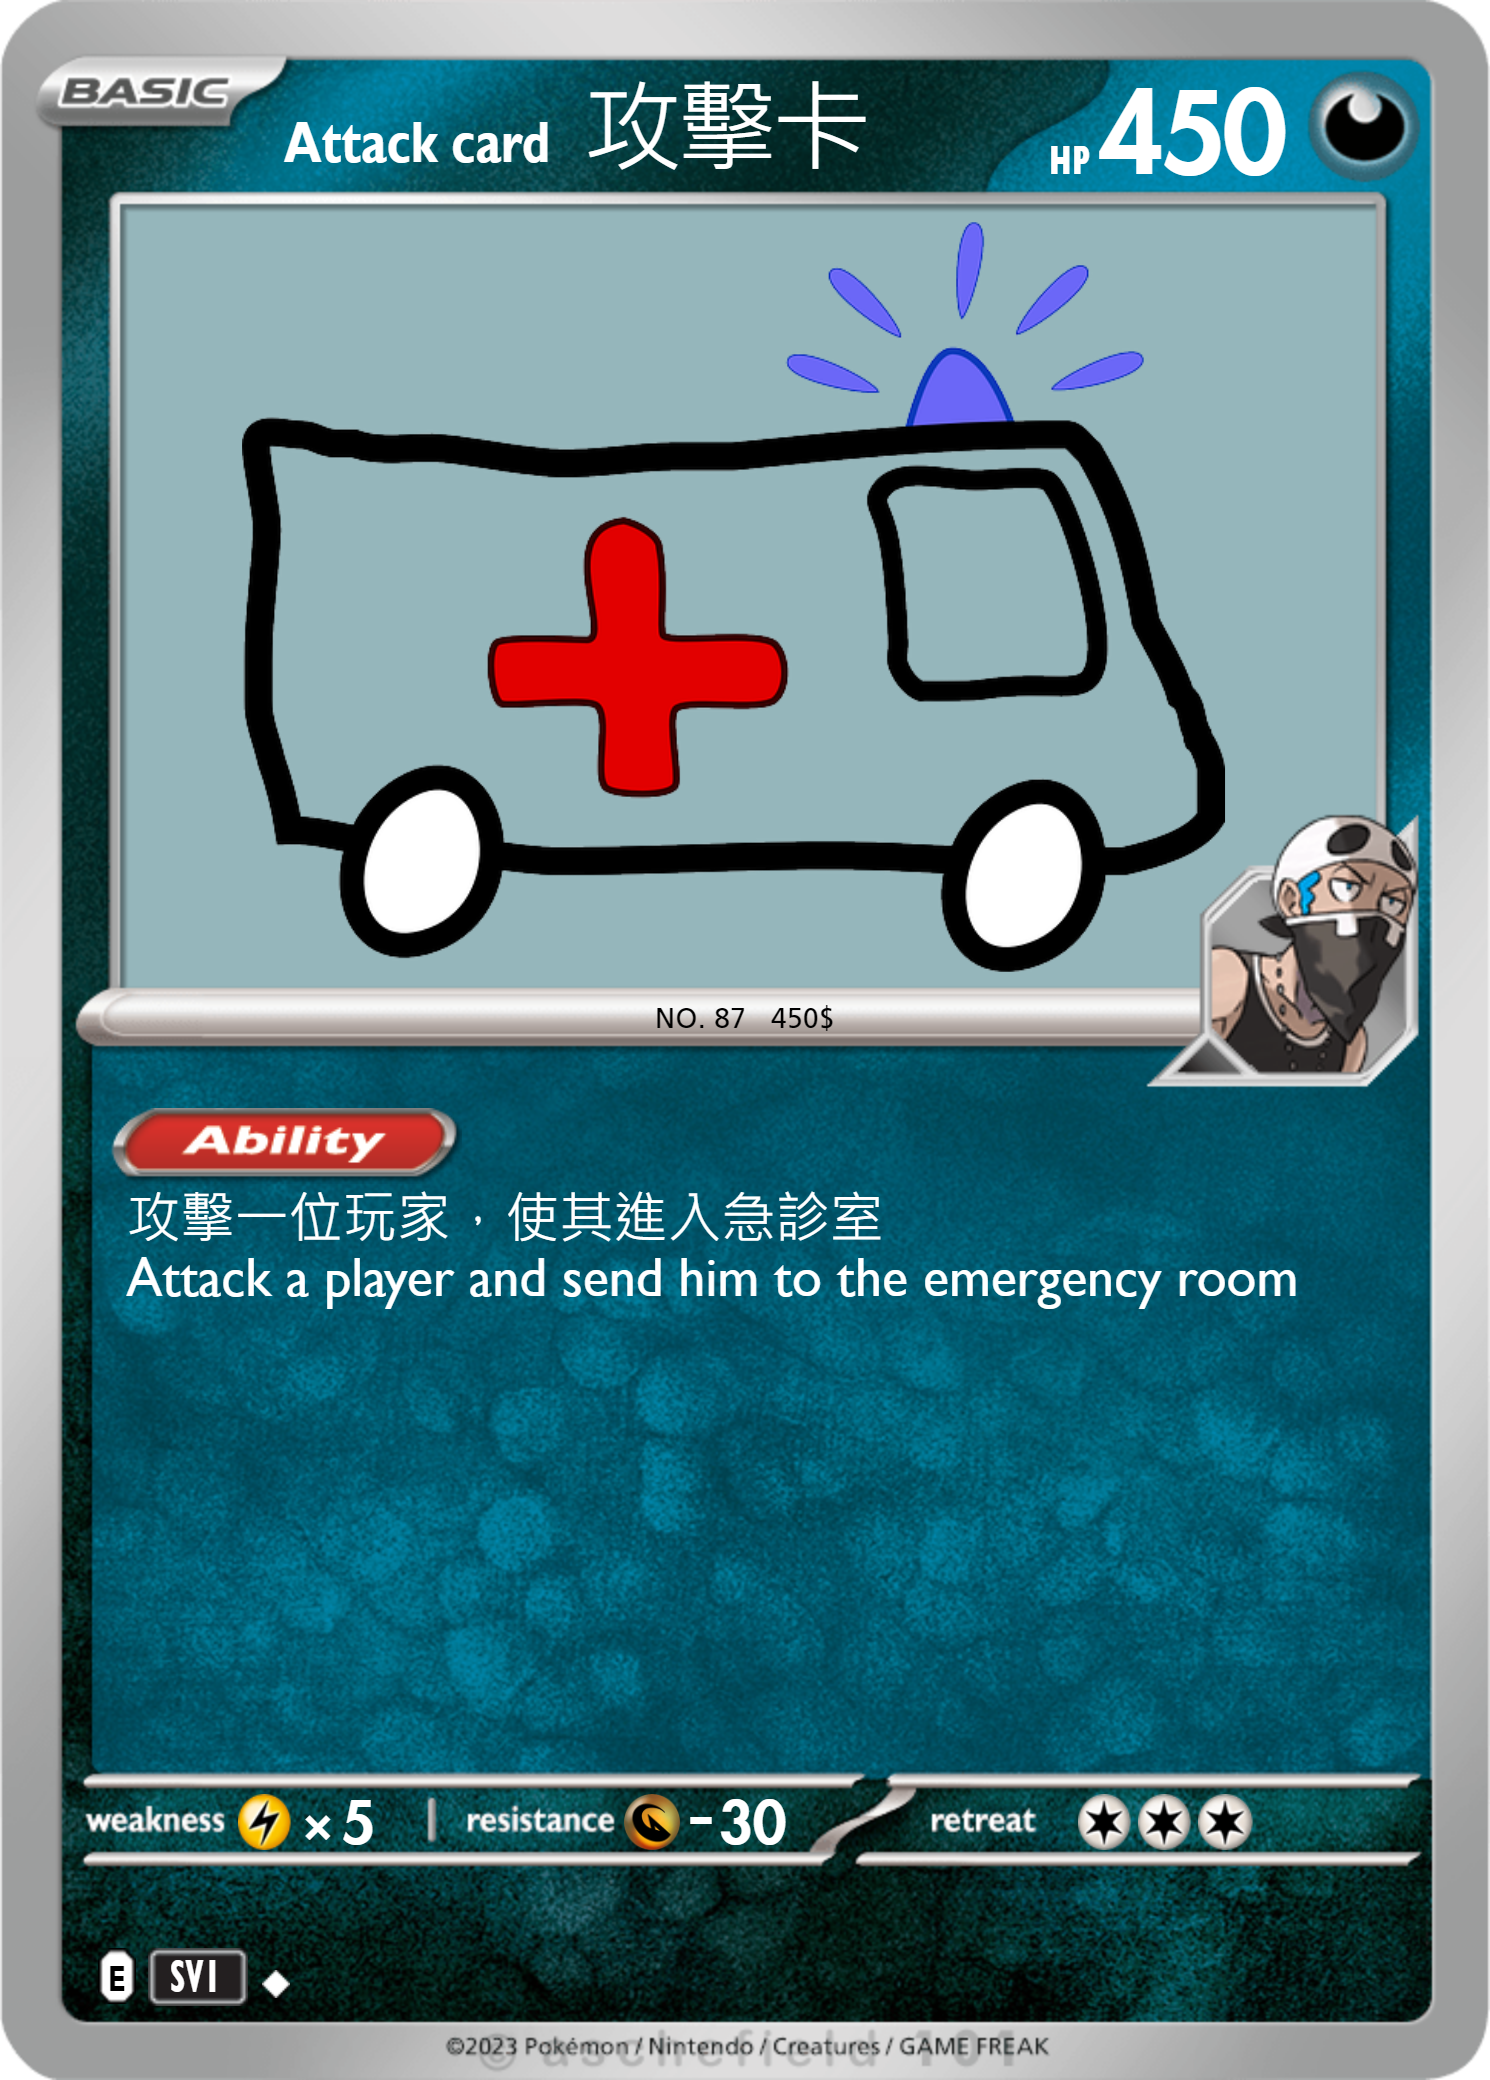 BASIC
Attack card 攻擊卡
HP 450
NO. 87 450$
Ability
攻擊一位玩家，使其進入急診室
Attack a player and send him to the emergency room
weakness ×5 resistance -30 retreat
E SVI
©2023 Pokémon / Nintendo / Creatures / GAME FREAK